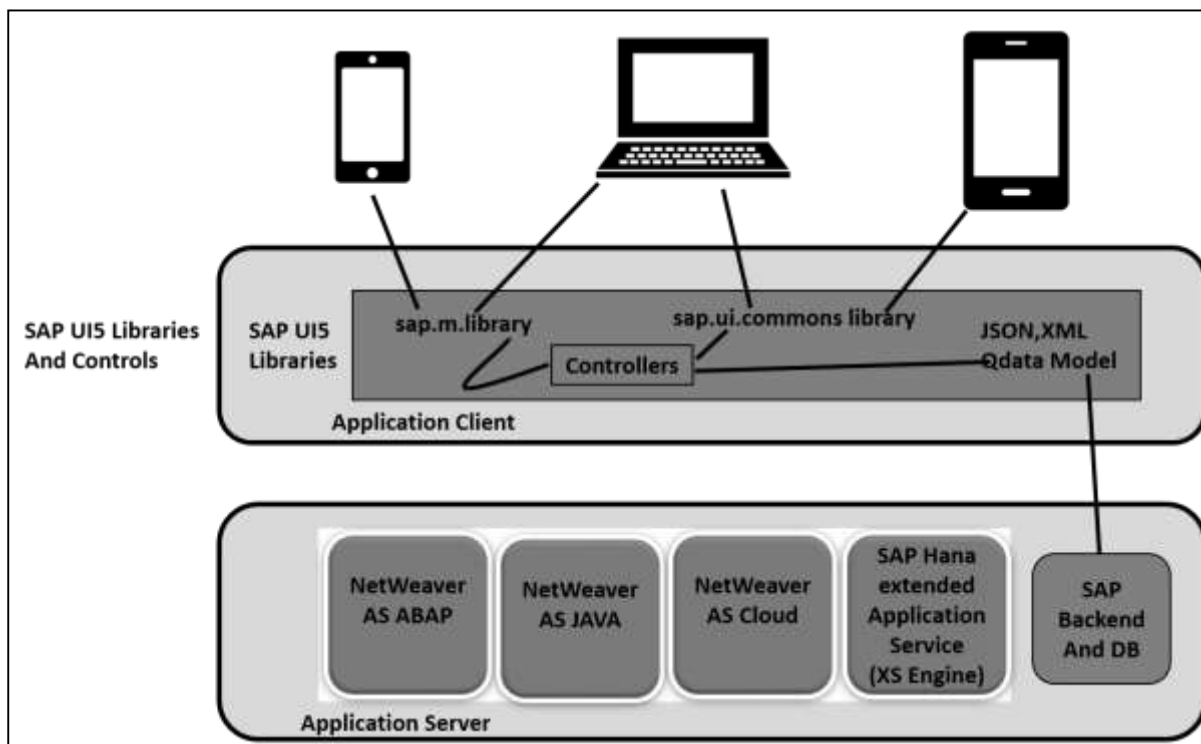 SAP UI5 Libraries
And Controls
SAP UI5
Libraries
sap.m.library
sap.ui.commons library
JSON,XML
Qdata Model
Controllers
Application Client
NetWeaver
AS ABAP
NetWeaver
AS JAVA
NetWeaver
AS Cloud
SAP Hana
extended
Application
Service
(XS Engine)
SAP
Backend
And DB
Application Server